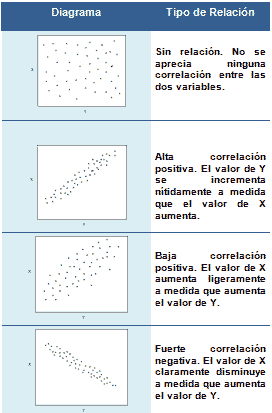 Diagrama
Tipo de Relación
Sin relación. No se
aprecia ninguna
correlación entre las
dos variables.
Alta correlación
positiva. El valor de Y
se incrementa
nítidamente a medida
que el valor de X
aumenta.
X
Y
Baja correlación
positiva. El valor de X
aumenta ligeramente
a medida que aumenta
el valor de Y.
X
Y
Fuerte correlación
negativa. El valor de X
claramente disminuye
a medida que aumenta
el valor de Y.